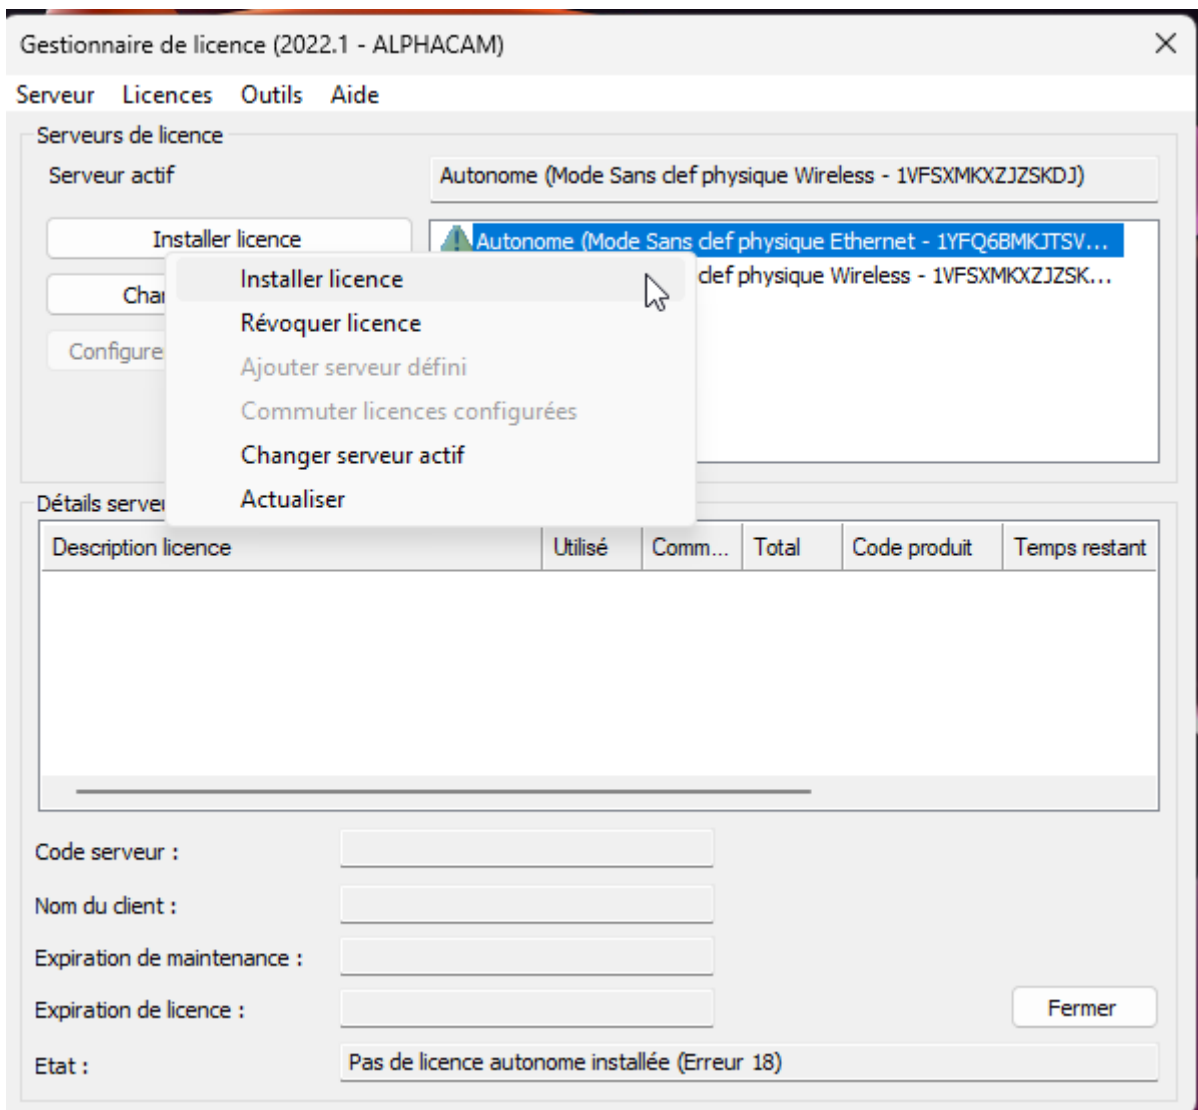 Gestionnaire de licence (2022.1 - ALPHACAM)
Serveur Licences Outils Aide
Serveurs de licence
Serveur actif
Autonome (Mode Sans clef physique Wireless - 1VFSXMKXZJZSKDJ)
Installer licence
Autonome (Mode Sans clef physique Ethernet - 1YFQ6BMKJTSV...
clef physique Wireless - 1VFSXMKXZJZSK...
Installer licence
Révoquer licence
Configure
Ajouter serveur défini
Commuter licences configurées
Changer serveur actif
Actualiser
Détails serve
Description licence Utilisé Comm... Total Code produit Temps restant
Code serveur :
Nom du client :
Expiration de maintenance :
Expiration de licence :
Fermer
Etat :
Pas de licence autonome installée (Erreur 18)